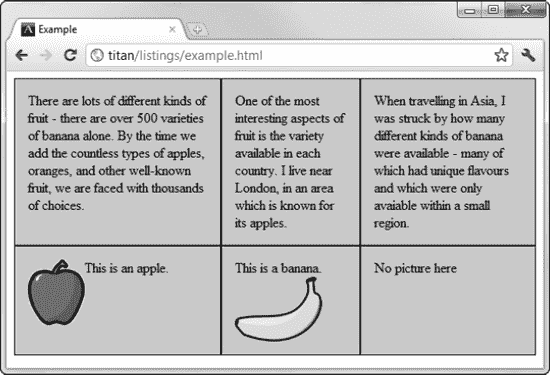 Example
titan/listings/example.html
There are lots of different kinds of
fruit - there are over 500 varieties
of banana alone. By the time we
add the countless types of apples,
oranges, and other well-known
fruit, we are faced with thousands
of choices.
One of the most
interesting aspects of
fruit is the variety
available in each
country. I live near
London, in an area
which is known for
its apples.
When travelling in Asia, I
was struck by how many
different kinds of banana
were available - many of
which had unique flavours
and which were only
avaiable within a small
region.
This is an apple.
This is a banana.
No picture here